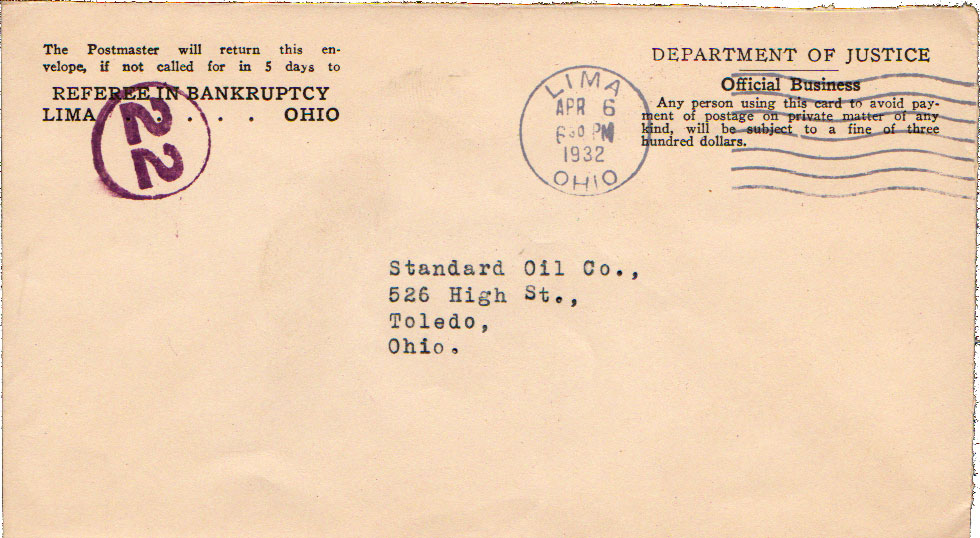 The Postmaster will return this en-
velope, if not called for in 5 days to
REFEREE IN BANKRUPTCY
LIMA . . . . . . OHIO
22
LIMA
APR 6
6 30 PM
1932
OHIO
DEPARTMENT OF JUSTICE
Official Business
Any person using this card to avoid pay-
ment of postage on private matter of any
kind, will be subject to a fine of three
hundred dollars.
Standard Oil Co.,
526 High St.,
Toledo,
Ohio.